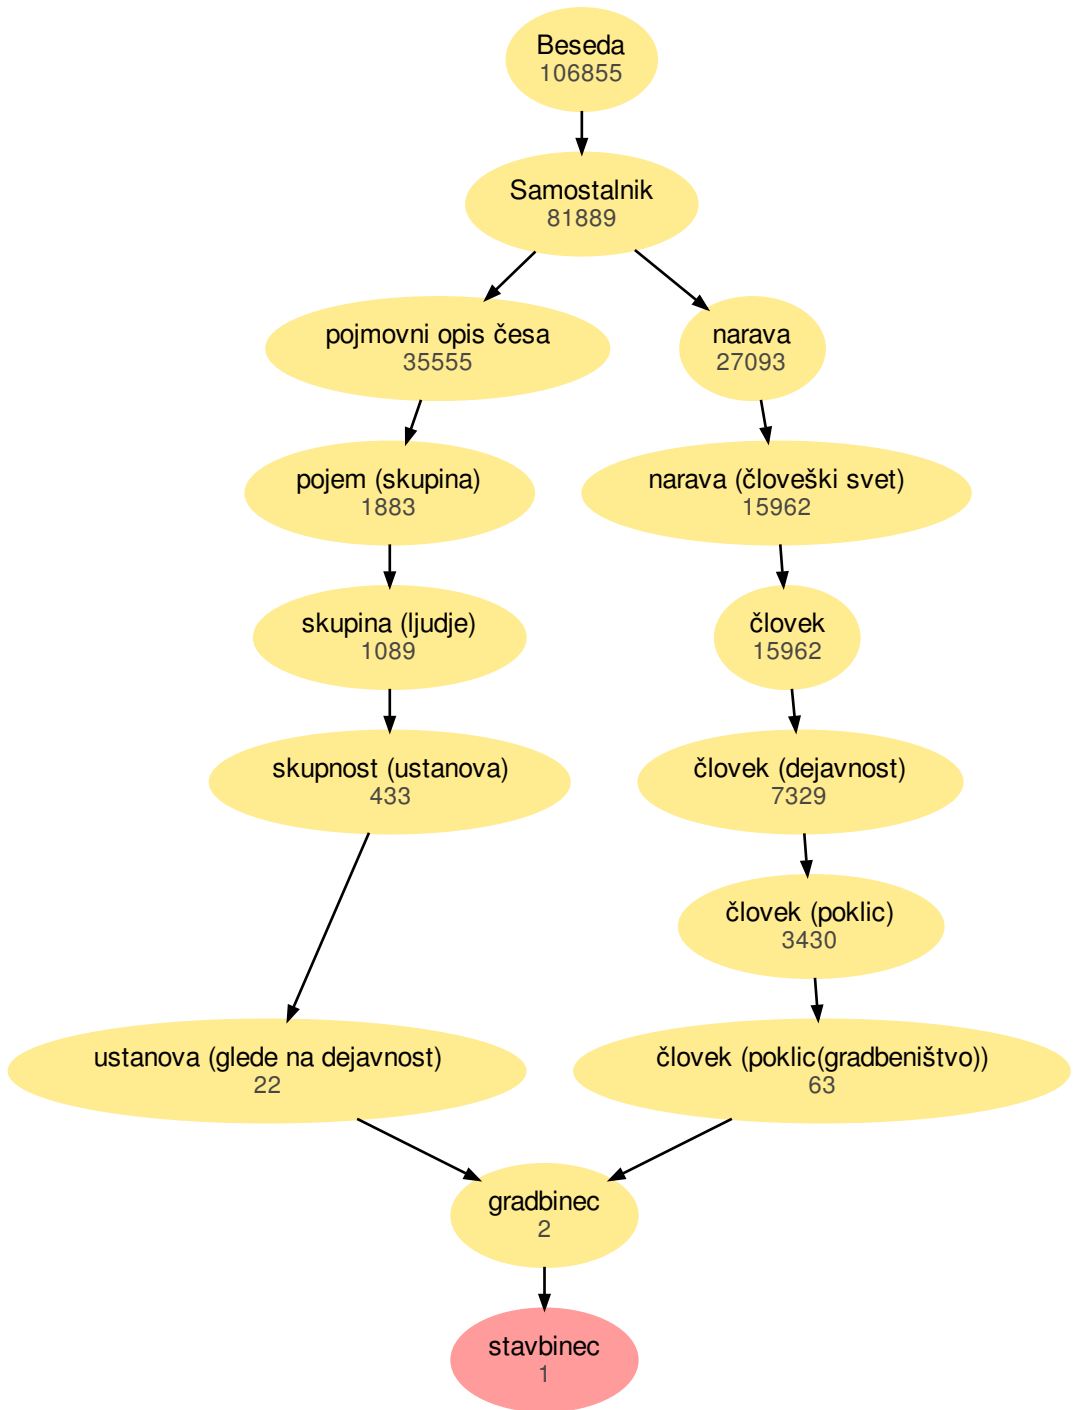 Beseda
106855
Samostalnik
81889
pojmovni opis česa
35555
narava
27093
pojem (skupina)
1883
narava (človeški svet)
15962
skupina (ljudje)
1089
človek
15962
skupnost (ustanova)
433
človek (dejavnost)
7329
človek (poklic)
3430
ustanova (glede na dejavnost)
22
človek (poklic(gradbeništvo))
63
gradbinec
2
stavbinec
1